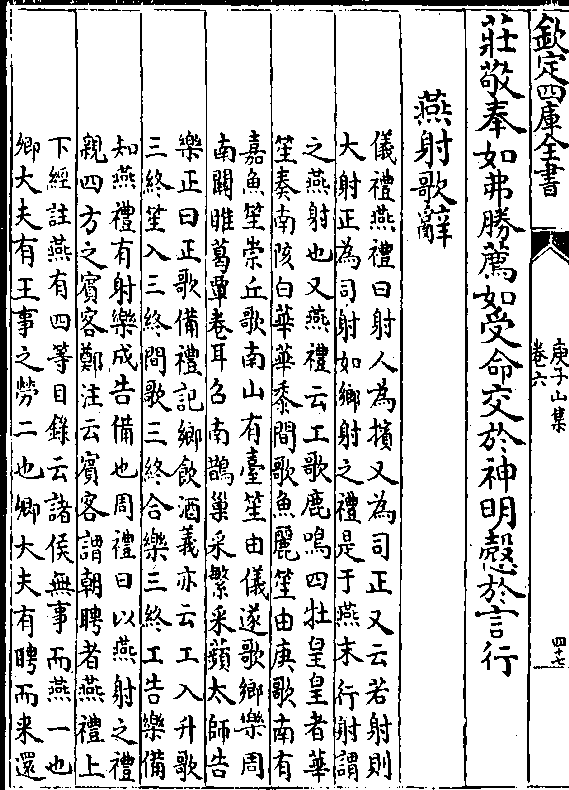 欽定四庫全書
庾子山集
卷六
四十七
莊敬奉如弗勝薦如受命交於神明慤於言行
燕射歌辭
儀禮燕禮曰射人為擯又為司正又云若射則
大射正為司射如鄉射之禮是于燕末行射謂
之燕射也又燕禮云工歌鹿鳴四牡皇皇者華
笙奏南陔白華華黍間歌魚麗笙由庚歌南有
嘉魚笙崇丘歌南山有臺笙由儀遂歌鄉樂周
南關雎葛覃卷耳召南鵲巢采蘩采蘋太師告
樂正曰正歌備禮記鄉飲酒義亦云工入升歌
三終笙入三終間歌三終合樂三終工告樂備
知燕禮有射樂成告備也周禮曰以燕射之禮
親四方之賓客鄭注云賓客謂朝聘者燕禮上
下經註燕有四等目錄云諸侯無事而燕一也
卿大夫有王事之勞二也卿大夫有聘而来還